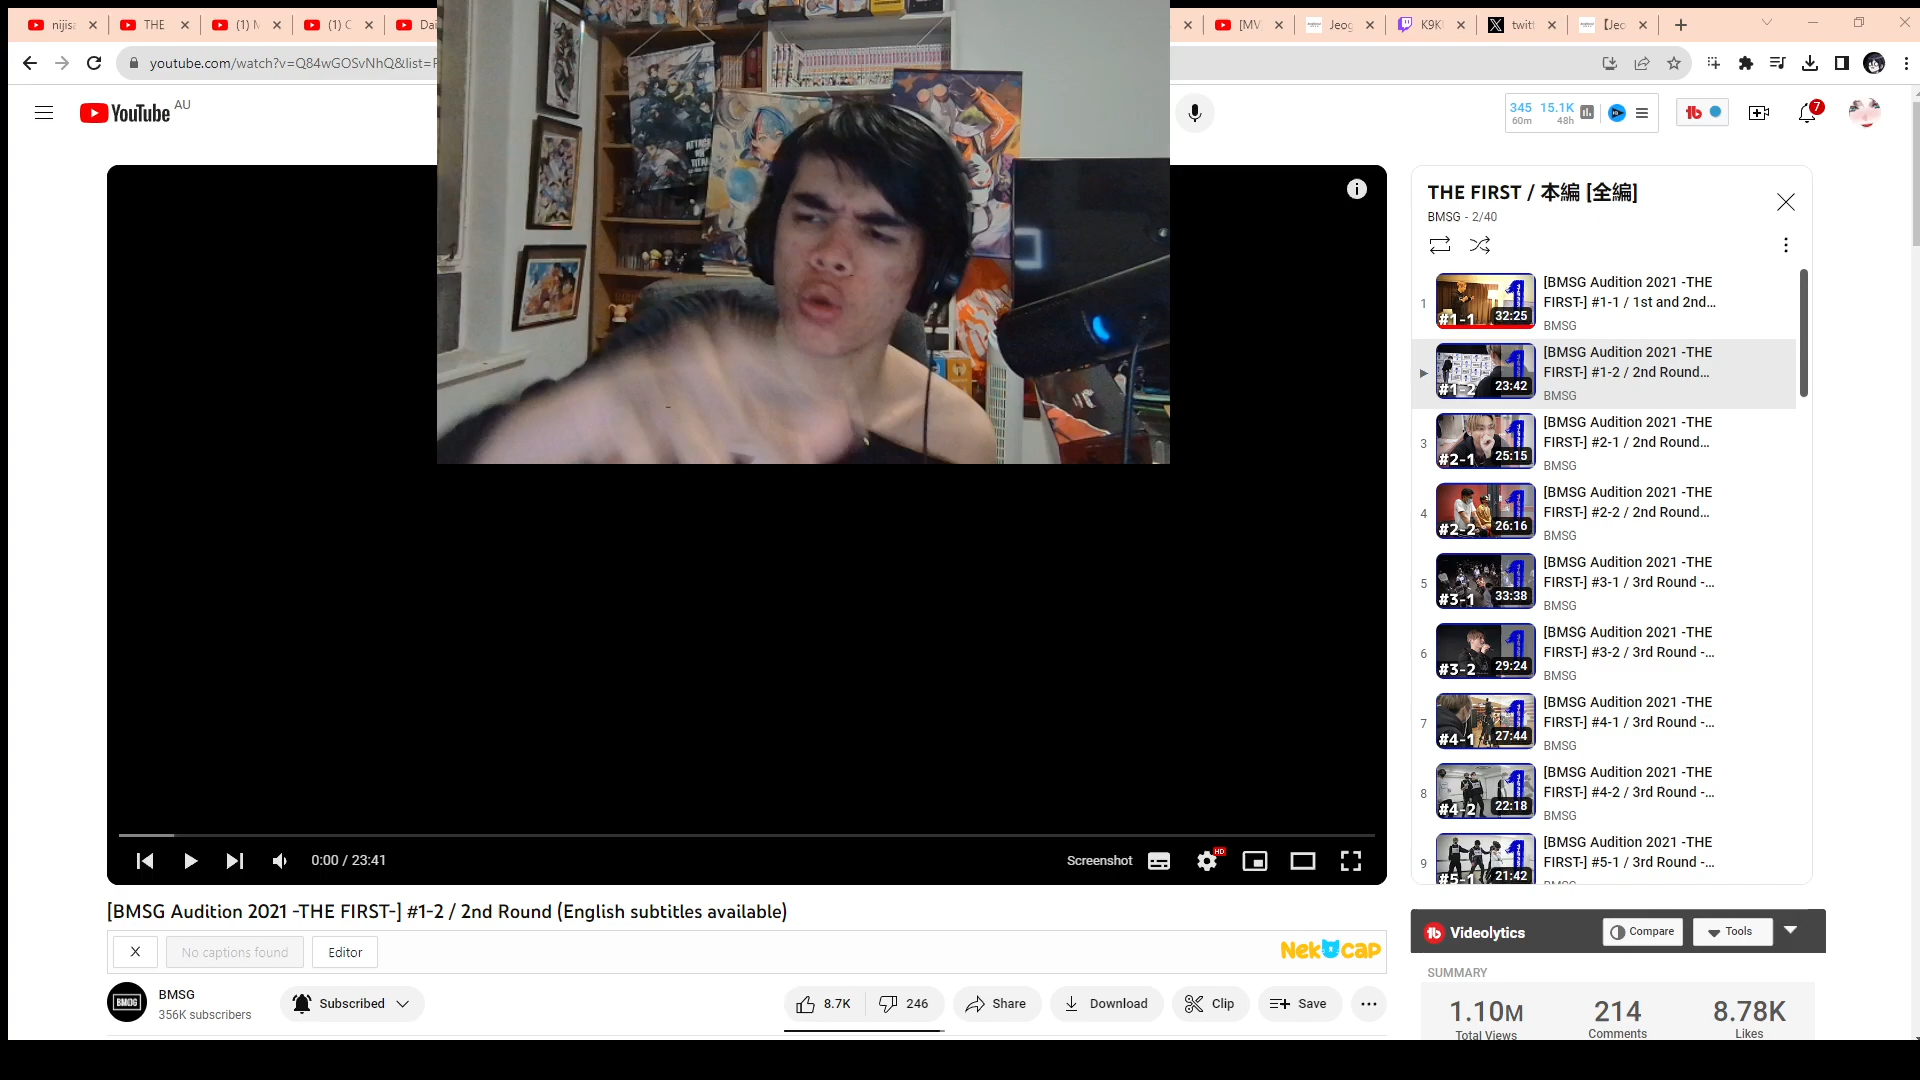 nijis
THE
(1) M
(1) C
Dai
[MV
Jeog
K9K
twit
【Jeo
youtube.com/watch?v=Q84wGOSvNhQ&list=
YouTube
AU
345 15.1K
60m 48h
7
ATTACK
ON
TITAN
THE FIRST / 本編 [全編]
BMSG - 2/40
1
#1-1
32:25
[BMSG Audition 2021 -THE
FIRST-] #1-1 / 1st and 2nd...
BMSG
#1-2
23:42
[BMSG Audition 2021 -THE
FIRST-] #1-2 / 2nd Round...
BMSG
3
#2-1
25:15
[BMSG Audition 2021 -THE
FIRST-] #2-1 / 2nd Round...
BMSG
4
#2-2
26:16
[BMSG Audition 2021 -THE
FIRST-] #2-2 / 2nd Round...
BMSG
5
#3-1
33:38
[BMSG Audition 2021 -THE
FIRST-] #3-1 / 3rd Round -...
BMSG
6
#3-2
29:24
[BMSG Audition 2021 -THE
FIRST-] #3-2 / 3rd Round -...
BMSG
7
#4-1
27:44
[BMSG Audition 2021 -THE
FIRST-] #4-1 / 3rd Round -...
BMSG
8
#4-2
22:18
[BMSG Audition 2021 -THE
FIRST-] #4-2 / 3rd Round -...
BMSG
9
#5-1
21:42
[BMSG Audition 2021 -THE
FIRST-] #5-1 / 3rd Round -...
BMSG
0:00 / 23:41
Screenshot
HD
[BMSG Audition 2021 -THE FIRST-] #1-2 / 2nd Round (English subtitles available)
X
No captions found
Editor
NekoCap
BMSG
BMSG
356K subscribers
Subscribed
8.7K
246
Share
Download
Clip
Save
Videolytics
Compare
Tools
SUMMARY
1.10M 214 8.78K
Total Views Comments Likes